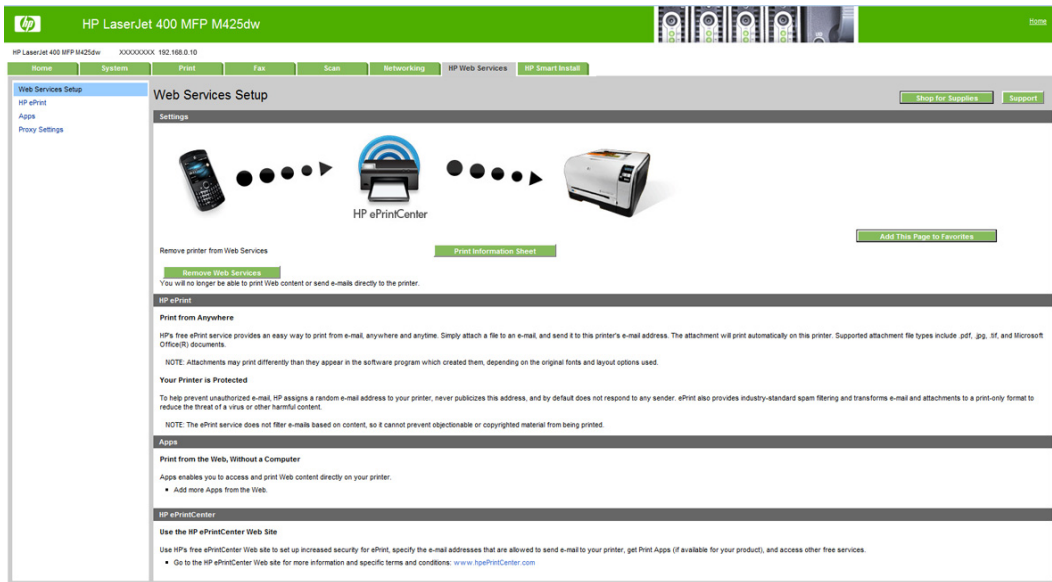 hp HP LaserJet 400 MFP M425dw Home
HP LaserJet 400 MFP M425dw XXXXXXXX 192.168.0.10
Home System Print Fax Scan Networking HP Web Services HP Smart Install
Web Services Setup
HP ePrint
Apps
Proxy Settings
Web Services Setup Shop for Supplies Support
Settings
HP ePrintCenter
Add This Page to Favorites
Remove printer from Web Services Print Information Sheet
Remove Web Services
You will no longer be able to print Web content or send e-mails directly to the printer.
HP ePrint
Print from Anywhere
HP's free ePrint service provides an easy way to print from e-mail, anywhere and anytime. Simply attach a file to an e-mail, and send it to this printer's e-mail address. The attachment will print automatically on this printer. Supported attachment file types include .pdf, .jpg, .tif, and Microsoft
Office(R) documents.
NOTE: Attachments may print differently than they appear in the software program which created them, depending on the original fonts and layout options used.
Your Printer is Protected
To help prevent unauthorized e-mail, HP assigns a random e-mail address to your printer, never publicizes this address, and by default does not respond to any sender. ePrint also provides industry-standard spam filtering and transforms e-mail and attachments to a print-only format to
reduce the threat of a virus or other harmful content.
NOTE: The ePrint service does not filter e-mails based on content, so it cannot prevent objectionable or copyrighted material from being printed.
Apps
Print from the Web, Without a Computer
Apps enables you to access and print Web content directly on your printer.
▪ Add more Apps from the Web.
HP ePrintCenter
Use the HP ePrintCenter Web Site
Use HP's free ePrintCenter Web site to set up increased security for ePrint, specify the e-mail addresses that are allowed to send e-mail to your printer, get Print Apps (if available for your product), and access other free services.
▪ Go to the HP ePrintCenter Web site for more information and specific terms and conditions: www.hpePrintCenter.com